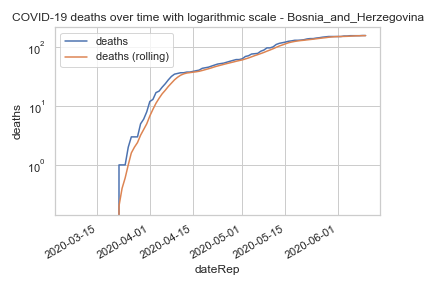 COVID-19 deaths over time with logarithmic scale - Bosnia_and_Herzegovina
deaths
deaths (rolling)
10²
10¹
10⁰
deaths
2020-03-15
2020-04-01
2020-04-15
2020-05-01
2020-05-15
2020-06-01
dateRep